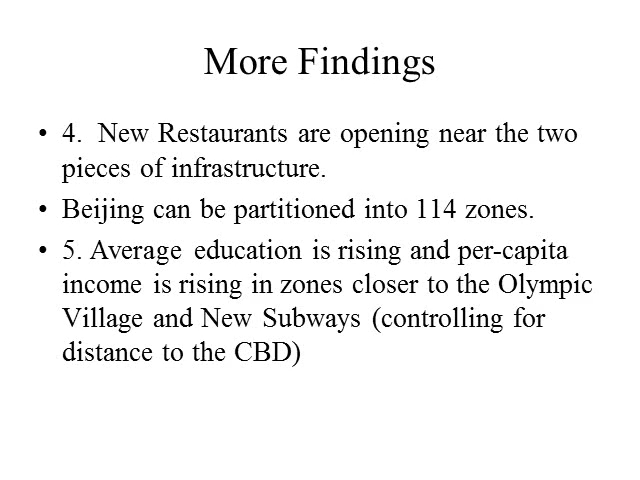 More Findings
• 4.  New Restaurants are opening near the two
pieces of infrastructure.
• Beijing can be partitioned into 114 zones.
• 5. Average education is rising and per-capita
income is rising in zones closer to the Olympic
Village and New Subways (controlling for
distance to the CBD)